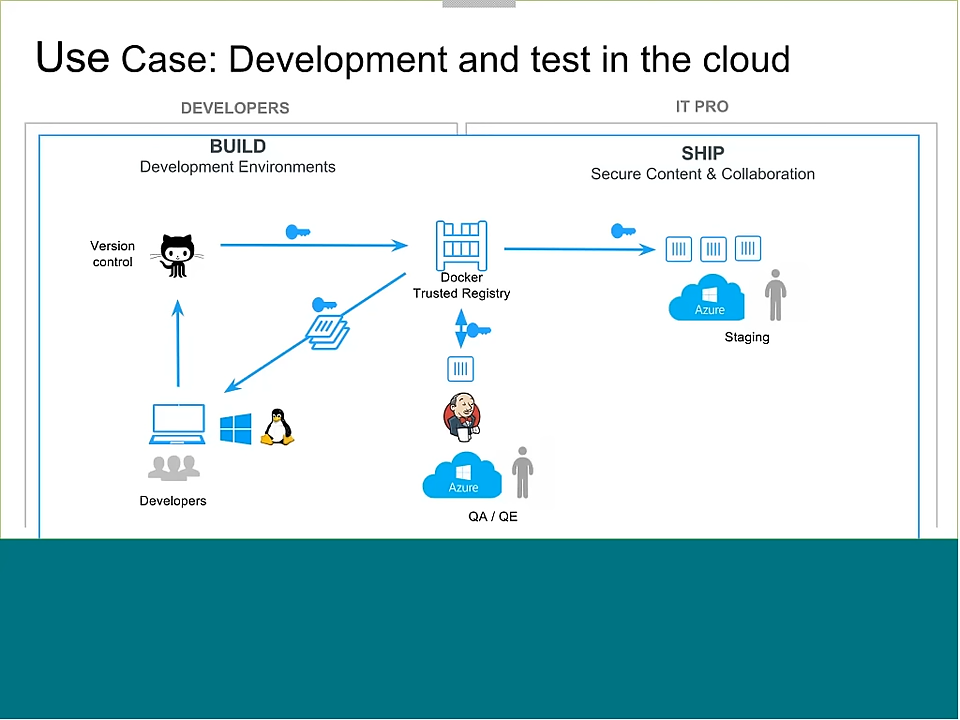 Use Case: Development and test in the cloud
DEVELOPERS
IT PRO
BUILD
Development Environments
SHIP
Secure Content & Collaboration
Version
control
Docker
Trusted Registry
Azure
Staging
Developers
Azure
QA / QE